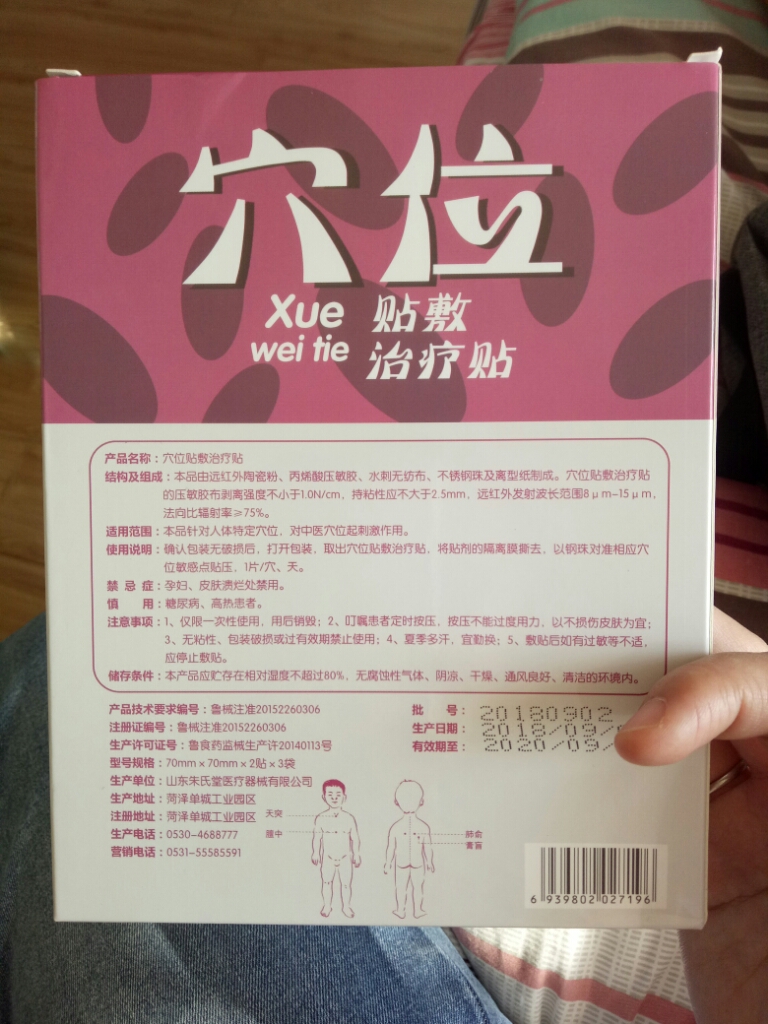 穴位
Xue
wei tie
贴敷
治疗贴
产品名称：穴位贴敷治疗贴
结构及组成：本品由远红外陶瓷粉、丙烯酸压敏胶、水刺无纺布、不锈钢珠及离型纸制成。穴位贴敷治疗贴
的压敏胶布剥离强度不小于1.0N/cm，持粘性应不大于2.5mm，远红外发射波长范围8μm-15μm，
法向比辐射率≥75%。
适用范围：本品针对人体特定穴位，对中医穴位起刺激作用。
使用说明：确认包装无破损后，打开包装，取出穴位贴敷治疗贴，将贴剂的隔离膜撕去，以钢珠对准相应穴
位敏感点贴压，1片/穴、天。
禁忌症：孕妇、皮肤溃烂处禁用。
慎用：糖尿病、高热患者。
注意事项：1、仅限一次性使用，用后销毁；2、叮嘱患者定时按压，按压不能过度用力，以不损伤皮肤为宜；
3、无粘性、包装破损或过有效期禁止使用；4、夏季多汗，宜勤换；5、敷贴后如有过敏等不适，
应停止敷贴。
储存条件：本产品应贮存在相对湿度不超过80%，无腐蚀性气体、阴凉、干燥、通风良好、清洁的环境内。
产品技术要求编号：鲁械注准20152260306
注册证编号：鲁械注准20152260306
生产许可证号：鲁食药监械生产许20140113号
型号规格：70mm×70mm×2贴×3袋
生产单位：山东朱氏堂医疗器械有限公司
生产地址：菏泽单城工业园区
注册地址：菏泽单城工业园区
生产电话：0530-4688777
营销电话：0531-55585591
批号：20180902
生产日期：2018/09/
有效期至：2020/09/
天突
膻中
肺俞
膏肓
6 939802 027196